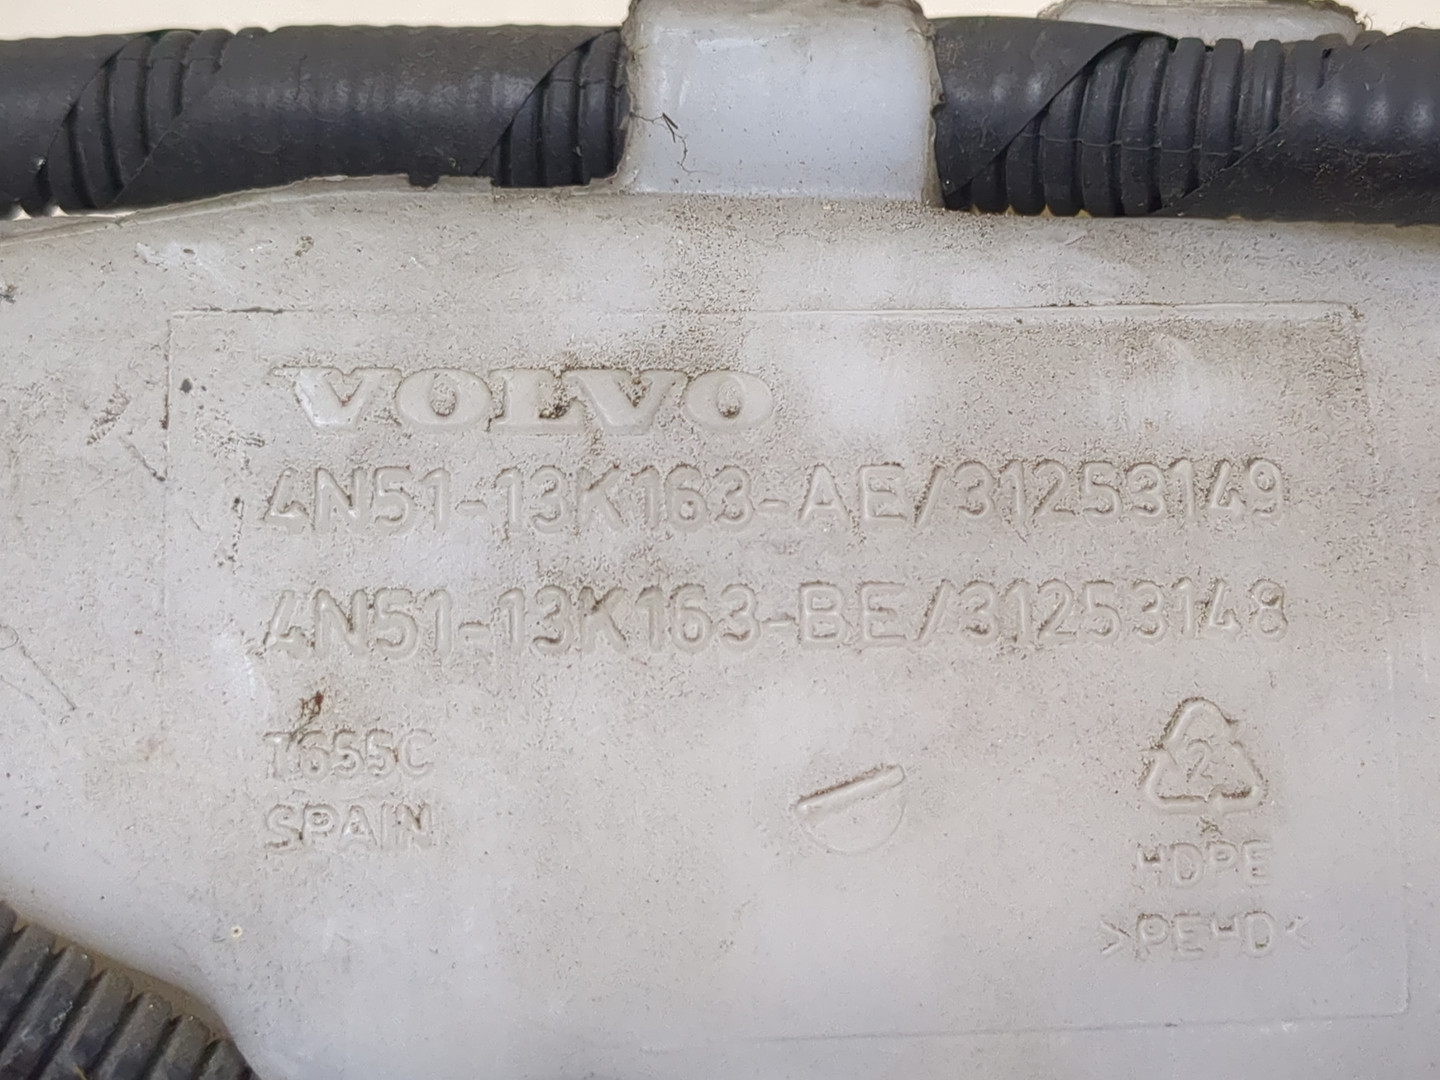 VOLVO
4N51-13K163-AE/31253149
4N51-13K163-BE/31253148
T655C
SPAIN
2
HDPE
>PEHD<